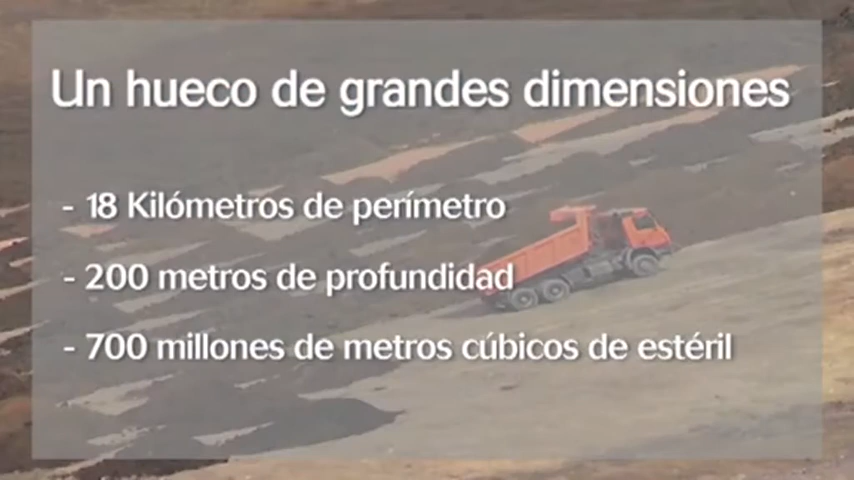 Un hueco de grandes dimensiones
- 18 Kilómetros de perímetro
- 200 metros de profundidad
- 700 millones de metros cúbicos de estéril